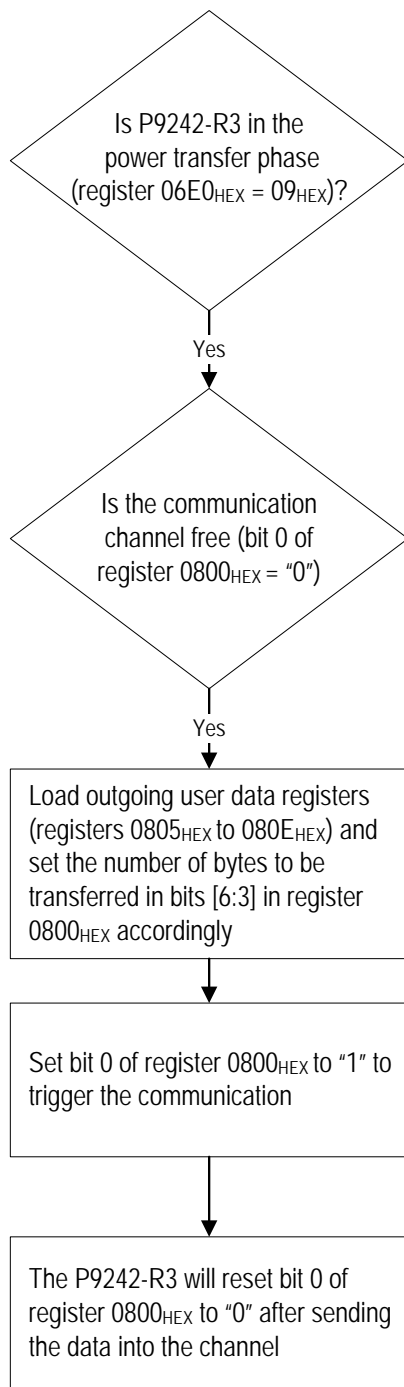 Is P9242-R3 in the
power transfer phase
(register 06E0HEX = 09HEX)?
Yes
Is the communication
channel free (bit 0 of
register 0800HEX = “0”)
Yes
Load outgoing user data registers
(registers 0805HEX to 080EHEX) and
set the number of bytes to be
transferred in bits [6:3] in register
0800HEX accordingly
Set bit 0 of register 0800HEX to “1” to
trigger the communication
The P9242-R3 will reset bit 0 of
register 0800HEX to “0” after sending
the data into the channel